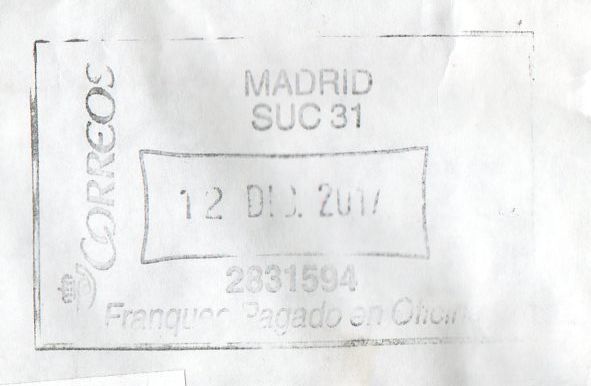 CORREOS
MADRID
SUC 31
12 DIC. 2017
2831594
Franqueo Pagado en Oficina